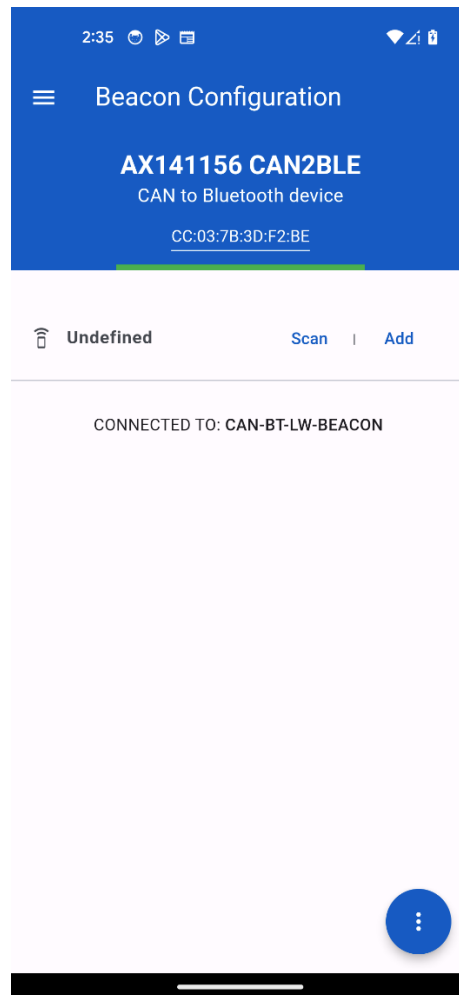 2:35
Beacon Configuration
AX141156 CAN2BLE
CAN to Bluetooth device
CC:03:7B:3D:F2:BE
Undefined Scan | Add
CONNECTED TO: CAN-BT-LW-BEACON